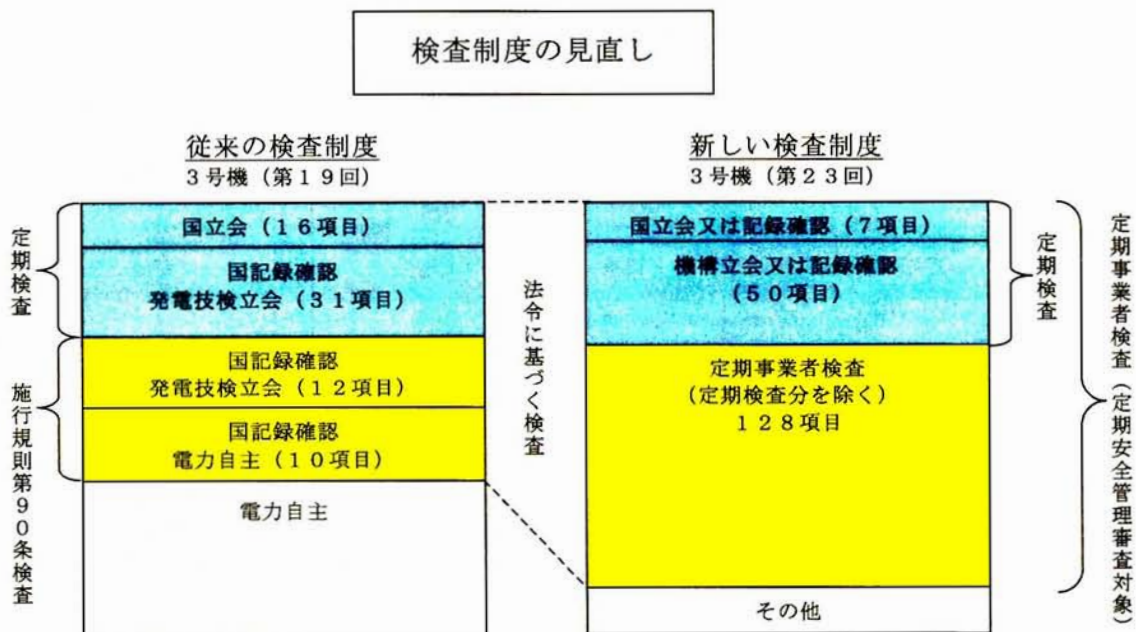 検査制度の見直し
従来の検査制度
3号機（第19回）
定期検査
国立会（16項目）
国記録確認
発電技検立会（31項目）
施行規則第90条検査
国記録確認
発電技検立会（12項目）
国記録確認
電力自主（10項目）
電力自主
法令に基づく検査
新しい検査制度
3号機（第23回）
国立会又は記録確認（7項目）
機構立会又は記録確認
（50項目）
定期検査
定期事業者検査
（定期検査分を除く）
128項目
その他
定期事業者検査（定期安全管理審査対象）